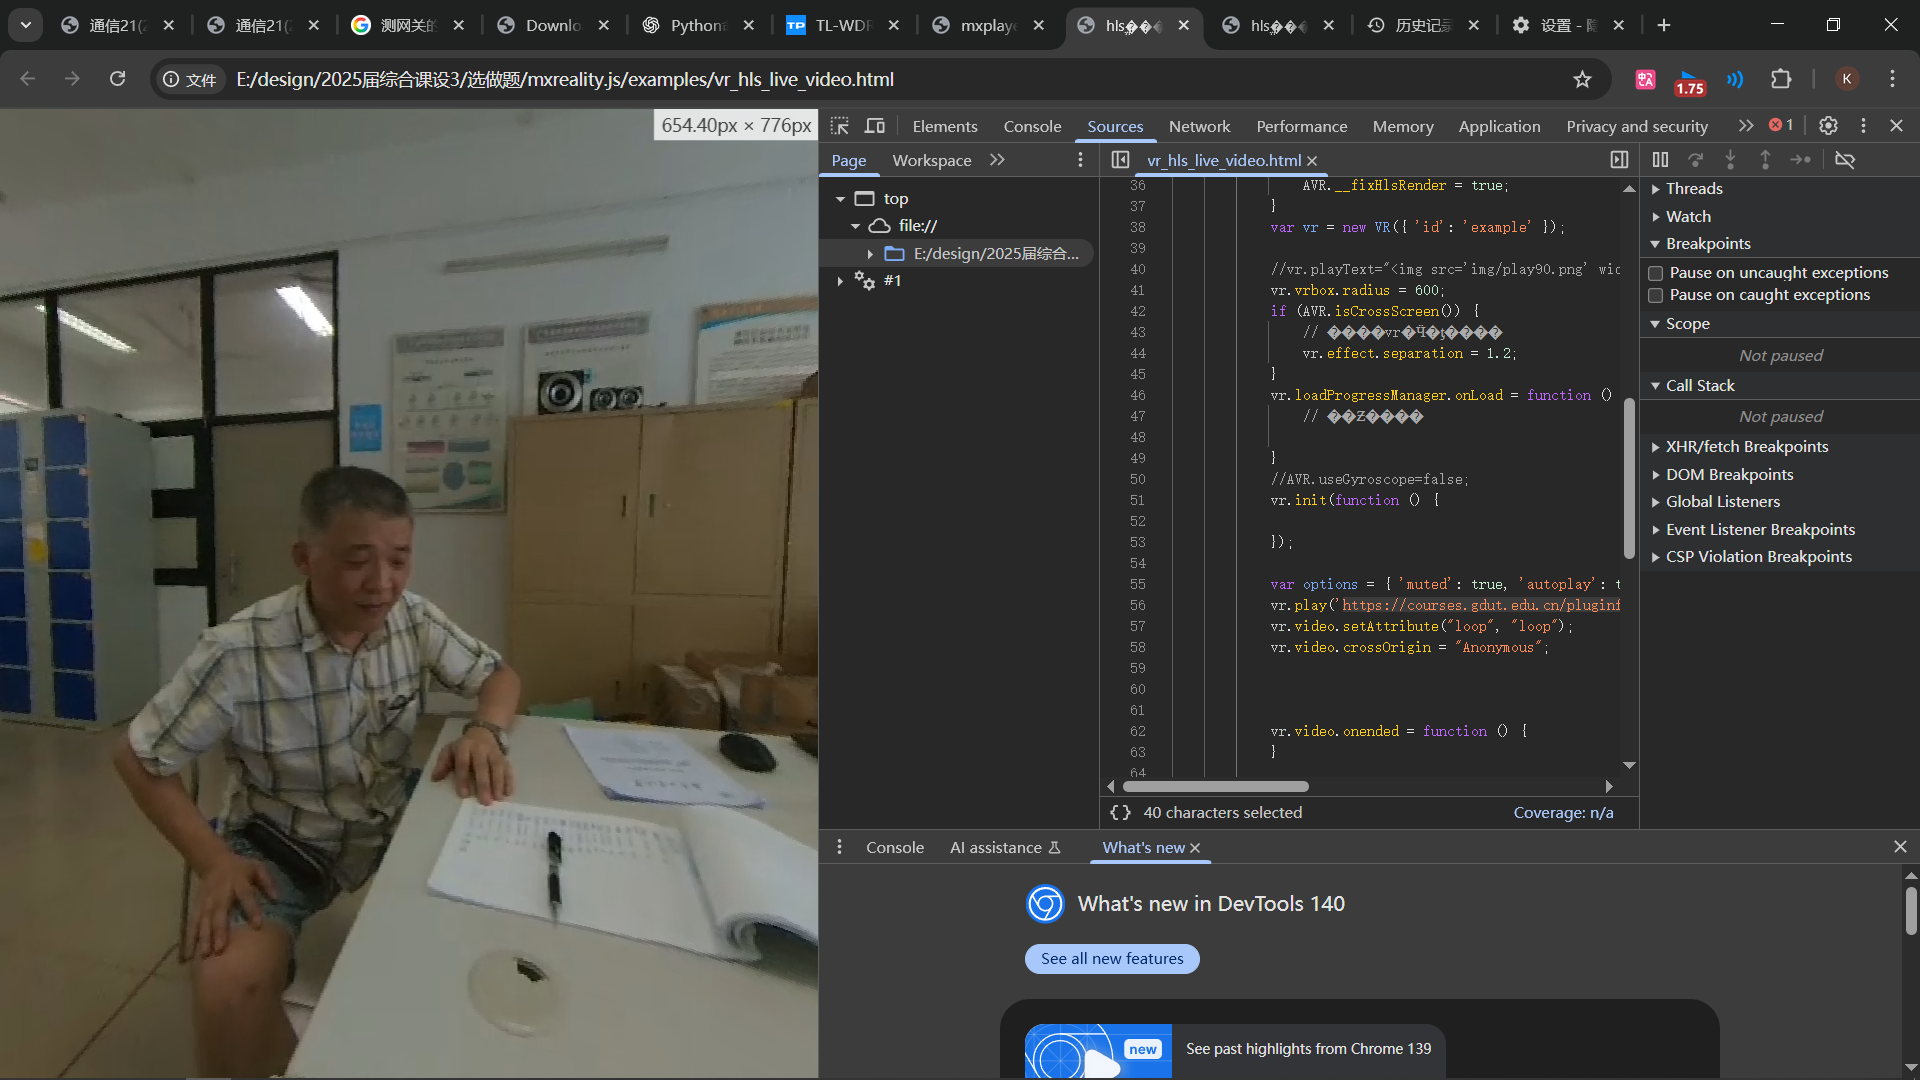 通信21(2
通信21(2
测网关的
Downlo
Python
TP TL-WDR
mxplaye
hls
hls
历史记录
设置 - 隐
文件 E:/design/2025届综合课设3/选做题/mxreality.js/examples/vr_hls_live_video.html
1.75
K
654.40px × 776px
Elements Console Sources Network Performance Memory Application Privacy and security 1
Page Workspace
vr_hls_live_video.html
top
file://
E:/design/2025届综合...
#1
36 AVR.__fixHlsRender = true;
37 }
38 var vr = new VR({ 'id': 'example' });
39
40 //vr.playText="<img src='img/play90.png' wid
41 vr.vrbox.radius = 600;
42 if (AVR.isCrossScreen()) {
43 // ����vr�Ч�ţ����
44 vr.effect.separation = 1.2;
45 }
46 vr.loadProgressManager.onLoad = function ()
47 // ��Ƶ����
48
49 }
50 //AVR.useGyroscope=false;
51 vr.init(function () {
52
53 });
54
55 var options = { 'muted': true, 'autoplay': t
56 vr.play('https://courses.gdut.edu.cn/pluginf
57 vr.video.setAttribute("loop", "loop");
58 vr.video.crossOrigin = "Anonymous";
59
60
61
62 vr.video.onended = function () {
63 }
64
{} 40 characters selected Coverage: n/a
Threads
Watch
Breakpoints
Pause on uncaught exceptions
Pause on caught exceptions
Scope
Not paused
Call Stack
Not paused
XHR/fetch Breakpoints
DOM Breakpoints
Global Listeners
Event Listener Breakpoints
CSP Violation Breakpoints
Console AI assistance What's new
What's new in DevTools 140
See all new features
new
See past highlights from Chrome 139